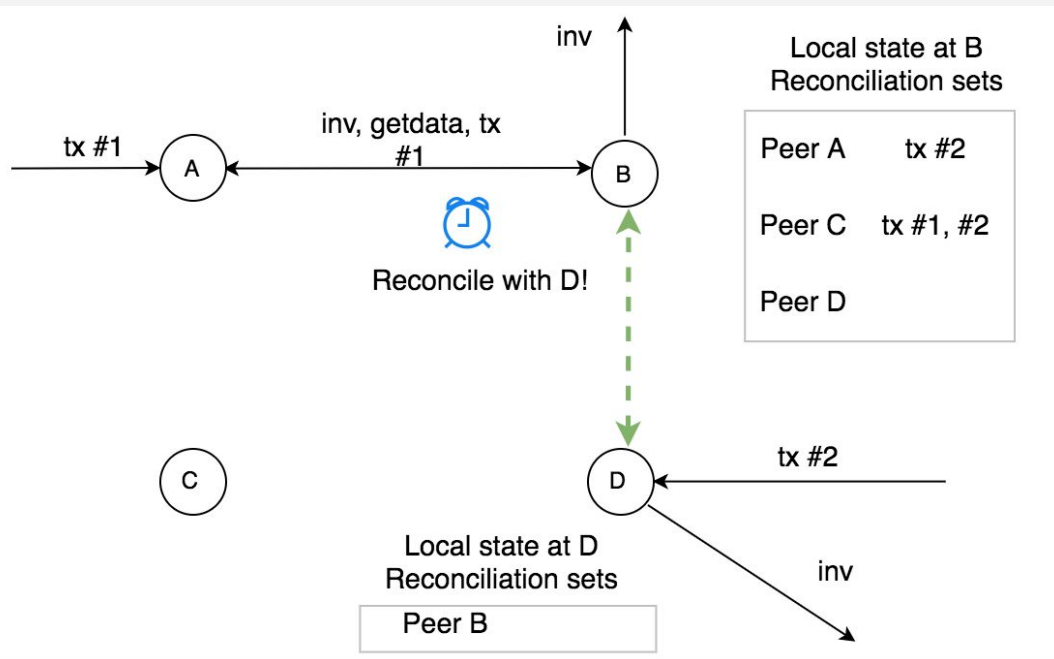 inv
Local state at B
Reconciliation sets
tx #1
inv, getdata, tx
#1
A
B
Peer A tx #2
Peer C tx #1, #2
Peer D
Reconcile with D!
C
D
tx #2
inv
Local state at D
Reconciliation sets
Peer B